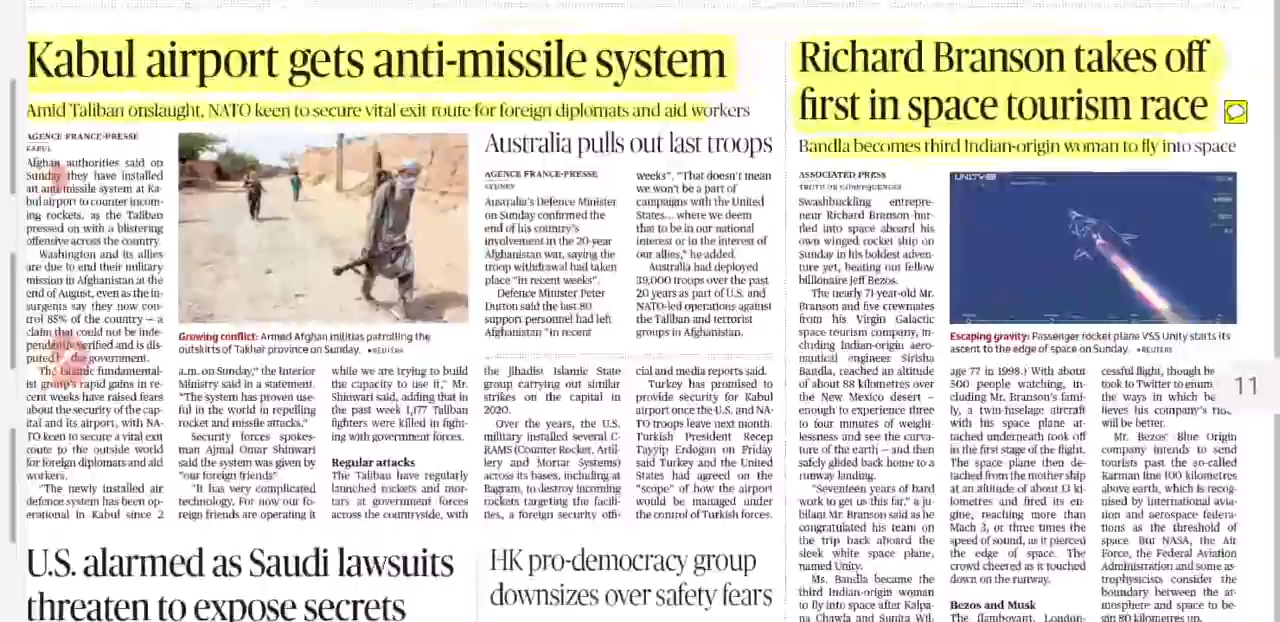 Kabul airport gets anti-missile system
Amid Taliban onslaught, NATO keen to secure vital exit route for foreign diplomats and aid workers
AGENCE FRANCE-PRESSE
KABUL
Afghan authorities said on
Sunday they have installed
an anti-missile system at Ka-
bul airport to counter incom-
ing rockets, as the Taliban
pressed on with a blistering
offensive across the country.
Washington and its allies
are due to end their military
mission in Afghanistan at the
end of August, even as the in-
surgents say they now con-
trol 85% of the country – a
claim that could not be inde-
pendently verified and is dis-
puted by the government.
The Islamic fundamental-
ist group's rapid gains in re-
cent weeks have raised fears
about the security of the cap-
ital and its airport, with NA-
TO keen to secure a vital exit
route to the outside world
for foreign diplomats and aid
workers.
"The newly installed air
defence system has been op-
erational in Kabul since 2
Growing conflict: Armed Afghan militias patrolling the
outskirts of Takhar province on Sunday. •REUTERS
a.m. on Sunday," the Interior
Ministry said in a statement.
"The system has proven use-
ful in the world in repelling
rocket and missile attacks."
Security forces spokes-
man Ajmal Omar Shinwari
said the system was given by
"our foreign friends"
"It has very complicated
technology. For now our fo-
reign friends are operating it
while we are trying to build
the capacity to use it," Mr.
Shinwari said, adding that in
the past week 1,177 Taliban
fighters were killed in fight-
ing with government forces.
Regular attacks
The Taliban have regularly
launched rockets and mor-
tars at government forces
across the countryside, with
the jihadist Islamic State
group carrying out similar
strikes on the capital in
2020.
Over the years, the U.S.
military installed several C-
RAMS (Counter Rocket, Artil-
lery and Mortar Systems)
across its bases, including at
Bagram, to destroy incoming
rockets targeting the facili-
ties, a foreign security offi-
cial and media reports said.
Turkey has promised to
provide security for Kabul
airport once the U.S. and NA-
TO troops leave next month.
Turkish President Recep
Tayyip Erdogan on Friday
said Turkey and the United
States had agreed on the
"scope" of how the airport
would be managed under
the control of Turkish forces.
Australia pulls out last troops
AGENCE FRANCE-PRESSE
SYDNEY
Australia's Defence Minister
on Sunday confirmed the
end of his country's
involvement in the 20-year
Afghanistan war, saying the
troop withdrawal had taken
place "in recent weeks".
Defence Minister Peter
Dutton said the last 80
support personnel had left
Afghanistan "in recent
weeks". "That doesn't mean
we won't be a part of
campaigns with the United
States... where we deem
that to be in our national
interest or in the interest of
our allies," he added.
Australia had deployed
39,000 troops over the past
20 years as part of U.S. and
NATO-led operations against
the Taliban and terrorist
groups in Afghanistan.
Richard Branson takes off
first in space tourism race
Bandla becomes third Indian-origin woman to fly into space
ASSOCIATED PRESS
TRUTH OR CONSEQUENCES
Swashbuckling entrepre-
neur Richard Branson hur-
tled into space aboard his
own winged rocket ship on
Sunday in his boldest adven-
ture yet, beating out fellow
billionaire Jeff Bezos.
The nearly 71-year-old Mr.
Branson and five crewmates
from his Virgin Galactic
space tourism company, in-
cluding Indian-origin aero-
nautical engineer Sirisha
Bandla, reached an altitude
of about 88 kilometres over
the New Mexico desert –
enough to experience three
to four minutes of weight-
lessness and see the curva-
ture of the earth – and then
safely glided back home to a
runway landing.
"Seventeen years of hard
work to get us this far," a ju-
bilant Mr. Branson said as he
congratulated his team on
the trip back aboard the
sleek white space plane,
named Unity.
Ms. Bandla became the
third Indian-origin woman
to fly into space after Kalpa-
na Chawla and Sunita Wil-
UNITY22
Escaping gravity: Passenger rocket plane VSS Unity starts its
ascent to the edge of space on Sunday. •REUTERS
age 77 in 1998.) With about
500 people watching, in-
cluding Mr. Branson's fami-
ly, a twin-fuselage aircraft
with his space plane at-
tached underneath took off
in the first stage of the flight.
The space plane then de-
tached from the mother ship
at an altitude of about 13 ki-
lometres and fired its en-
gine, reaching more than
Mach 3, or three times the
speed of sound, as it pierced
the edge of space. The
crowd cheered as it touched
down on the runway.
Bezos and Musk
The flamboyant, London-
cessful flight, though he
took to Twitter to enum
the ways in which be
lieves his company's
will be better.
Mr. Bezos' Blue Origin
company intends to send
tourists past the so-called
Karman line 100 kilometres
above earth, which is recog-
nised by international avia-
tion and aerospace federa-
tions as the threshold of
space. But NASA, the Air
Force, the Federal Aviation
Administration and some as-
trophysicists consider the
boundary between the at-
mosphere and space to be-
gin 80 kilometres up.
11
U.S. alarmed as Saudi lawsuits
threaten to expose secrets
HK pro-democracy group
downsizes over safety fears